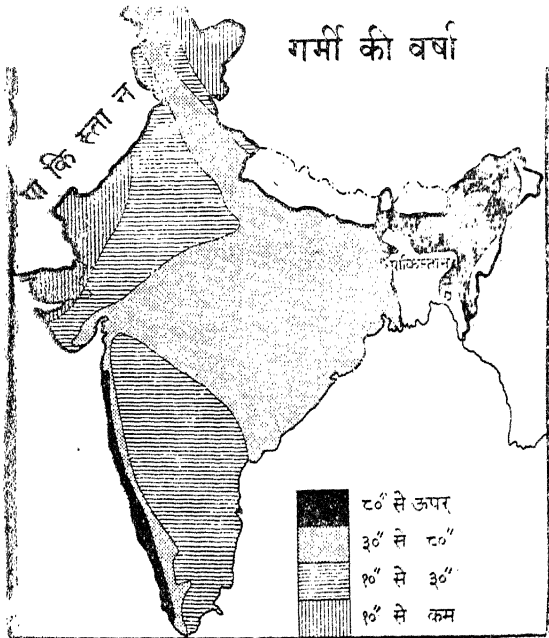 गर्मी की वर्षा
पाकिस्तान
पाकिस्तान
८०" से ऊपर
३०" से ८०"
१०" से ३०"
१०" से कम